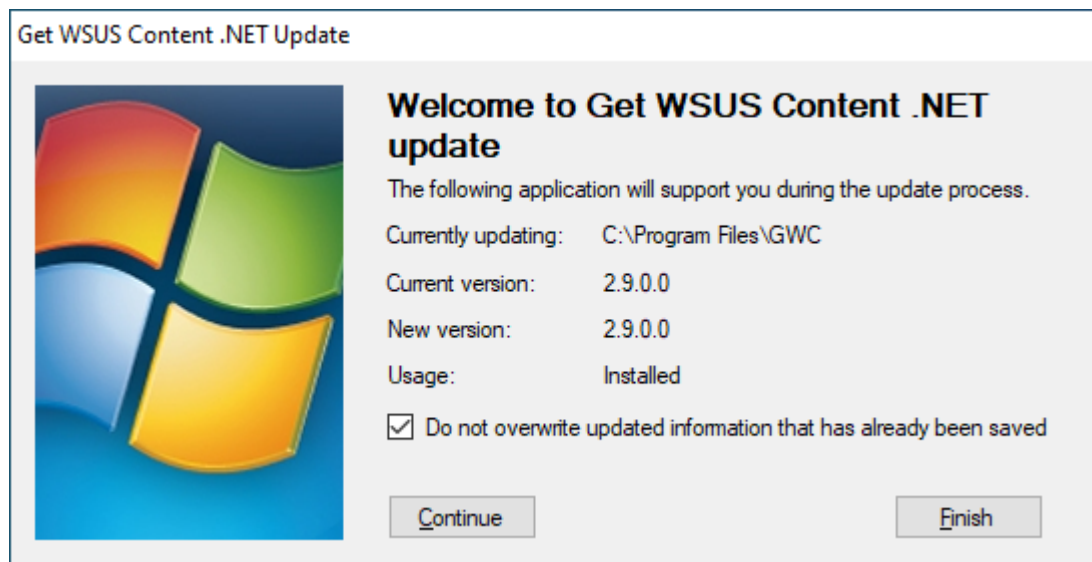 Get WSUS Content .NET Update
Welcome to Get WSUS Content .NET
update
The following application will support you during the update process.
Currently updating: C:\Program Files\GWC
Current version: 2.9.0.0
New version: 2.9.0.0
Usage: Installed
Do not overwrite updated information that has already been saved
Continue Finish